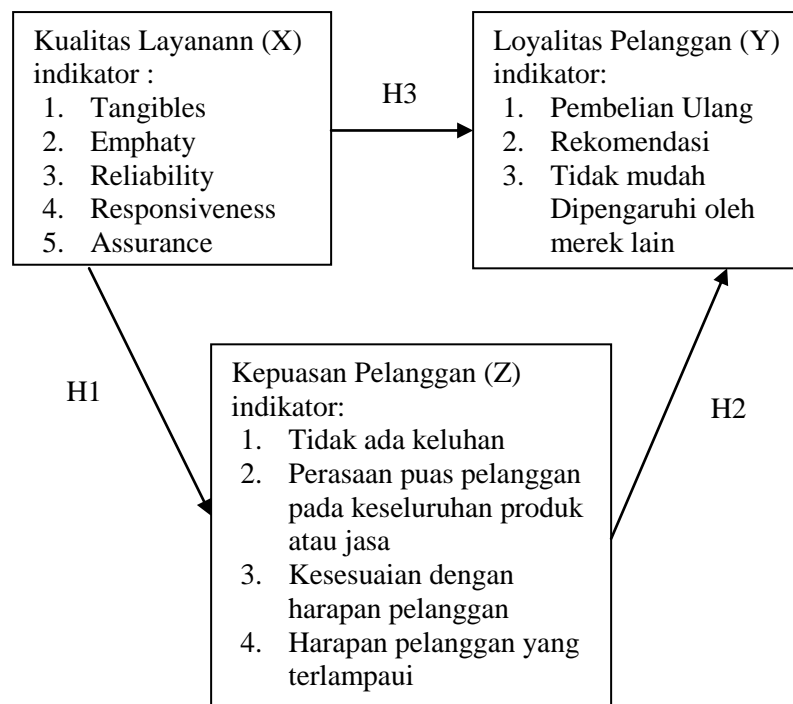 Kualitas Layanann (X)
indikator :
1. Tangibles
2. Emphaty
3. Reliability
4. Responsiveness
5. Assurance
H3
Loyalitas Pelanggan (Y)
indikator:
1. Pembelian Ulang
2. Rekomendasi
3. Tidak mudah
Dipengaruhi oleh
merek lain
H1
Kepuasan Pelanggan (Z)
indikator:
1. Tidak ada keluhan
2. Perasaan puas pelanggan
pada keseluruhan produk
atau jasa
3. Kesesuaian dengan
harapan pelanggan
4. Harapan pelanggan yang
terlampaui
H2